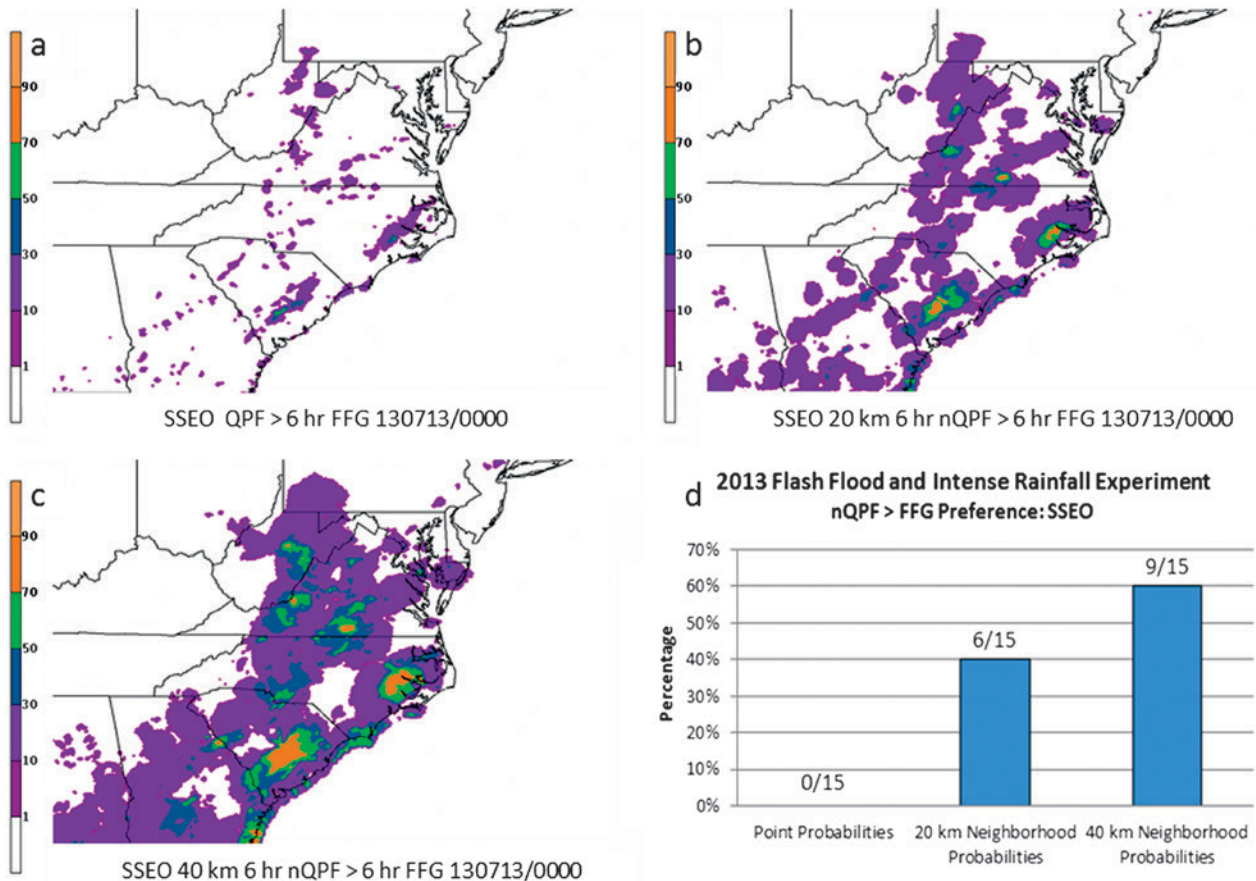 a
90
70
50
30
10
1
SSEO QPF > 6 hr FFG 130713/0000
b
90
70
50
30
10
1
SSEO 20 km 6 hr nQPF > 6 hr FFG 130713/0000
c
90
70
50
30
10
1
SSEO 40 km 6 hr nQPF > 6 hr FFG 130713/0000
d
2013 Flash Flood and Intense Rainfall Experiment
nQPF > FFG Preference: SSEO
Percentage
70%
60%
50%
40%
30%
20%
10%
0%
0/15
6/15
9/15
Point Probabilities
20 km Neighborhood
Probabilities
40 km Neighborhood
Probabilities